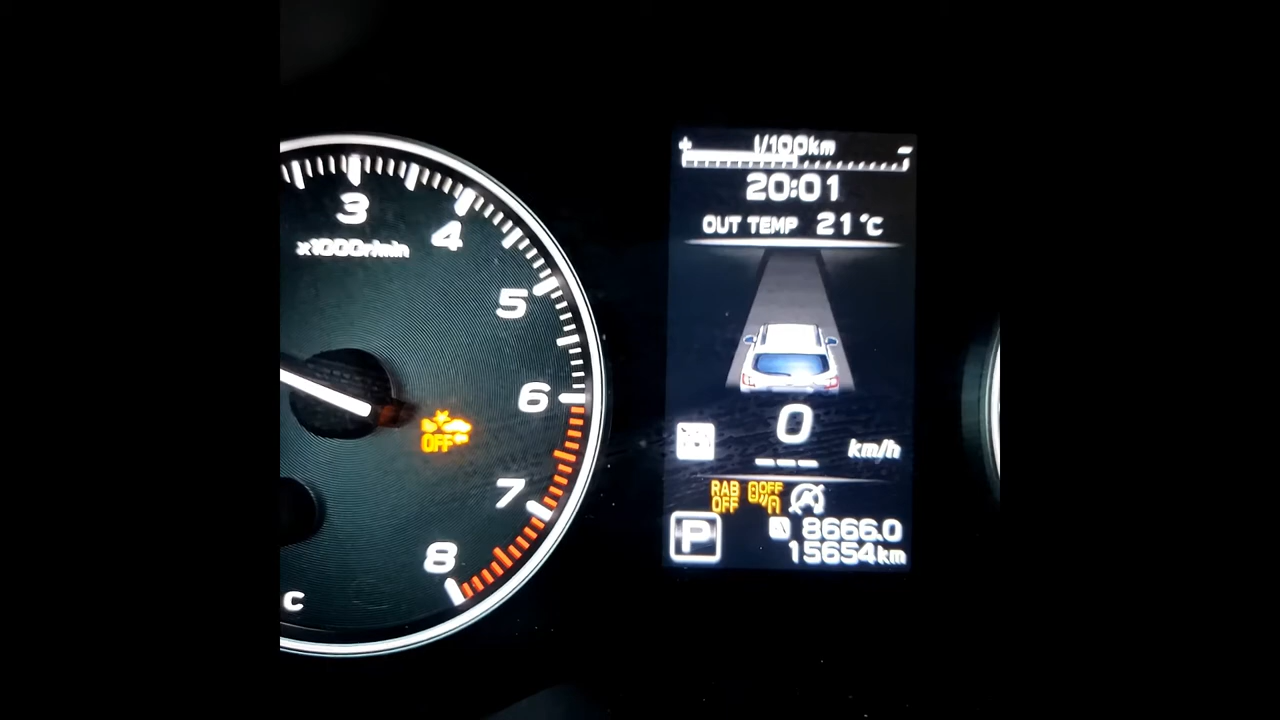 3
4
5
6
7
8
x1000r/min
OFF
C
+ l/100km -
20:01
OUT TEMP 21°C
0
km/h
---
RAB OFF
OFF
P
A 8666.0
15654km